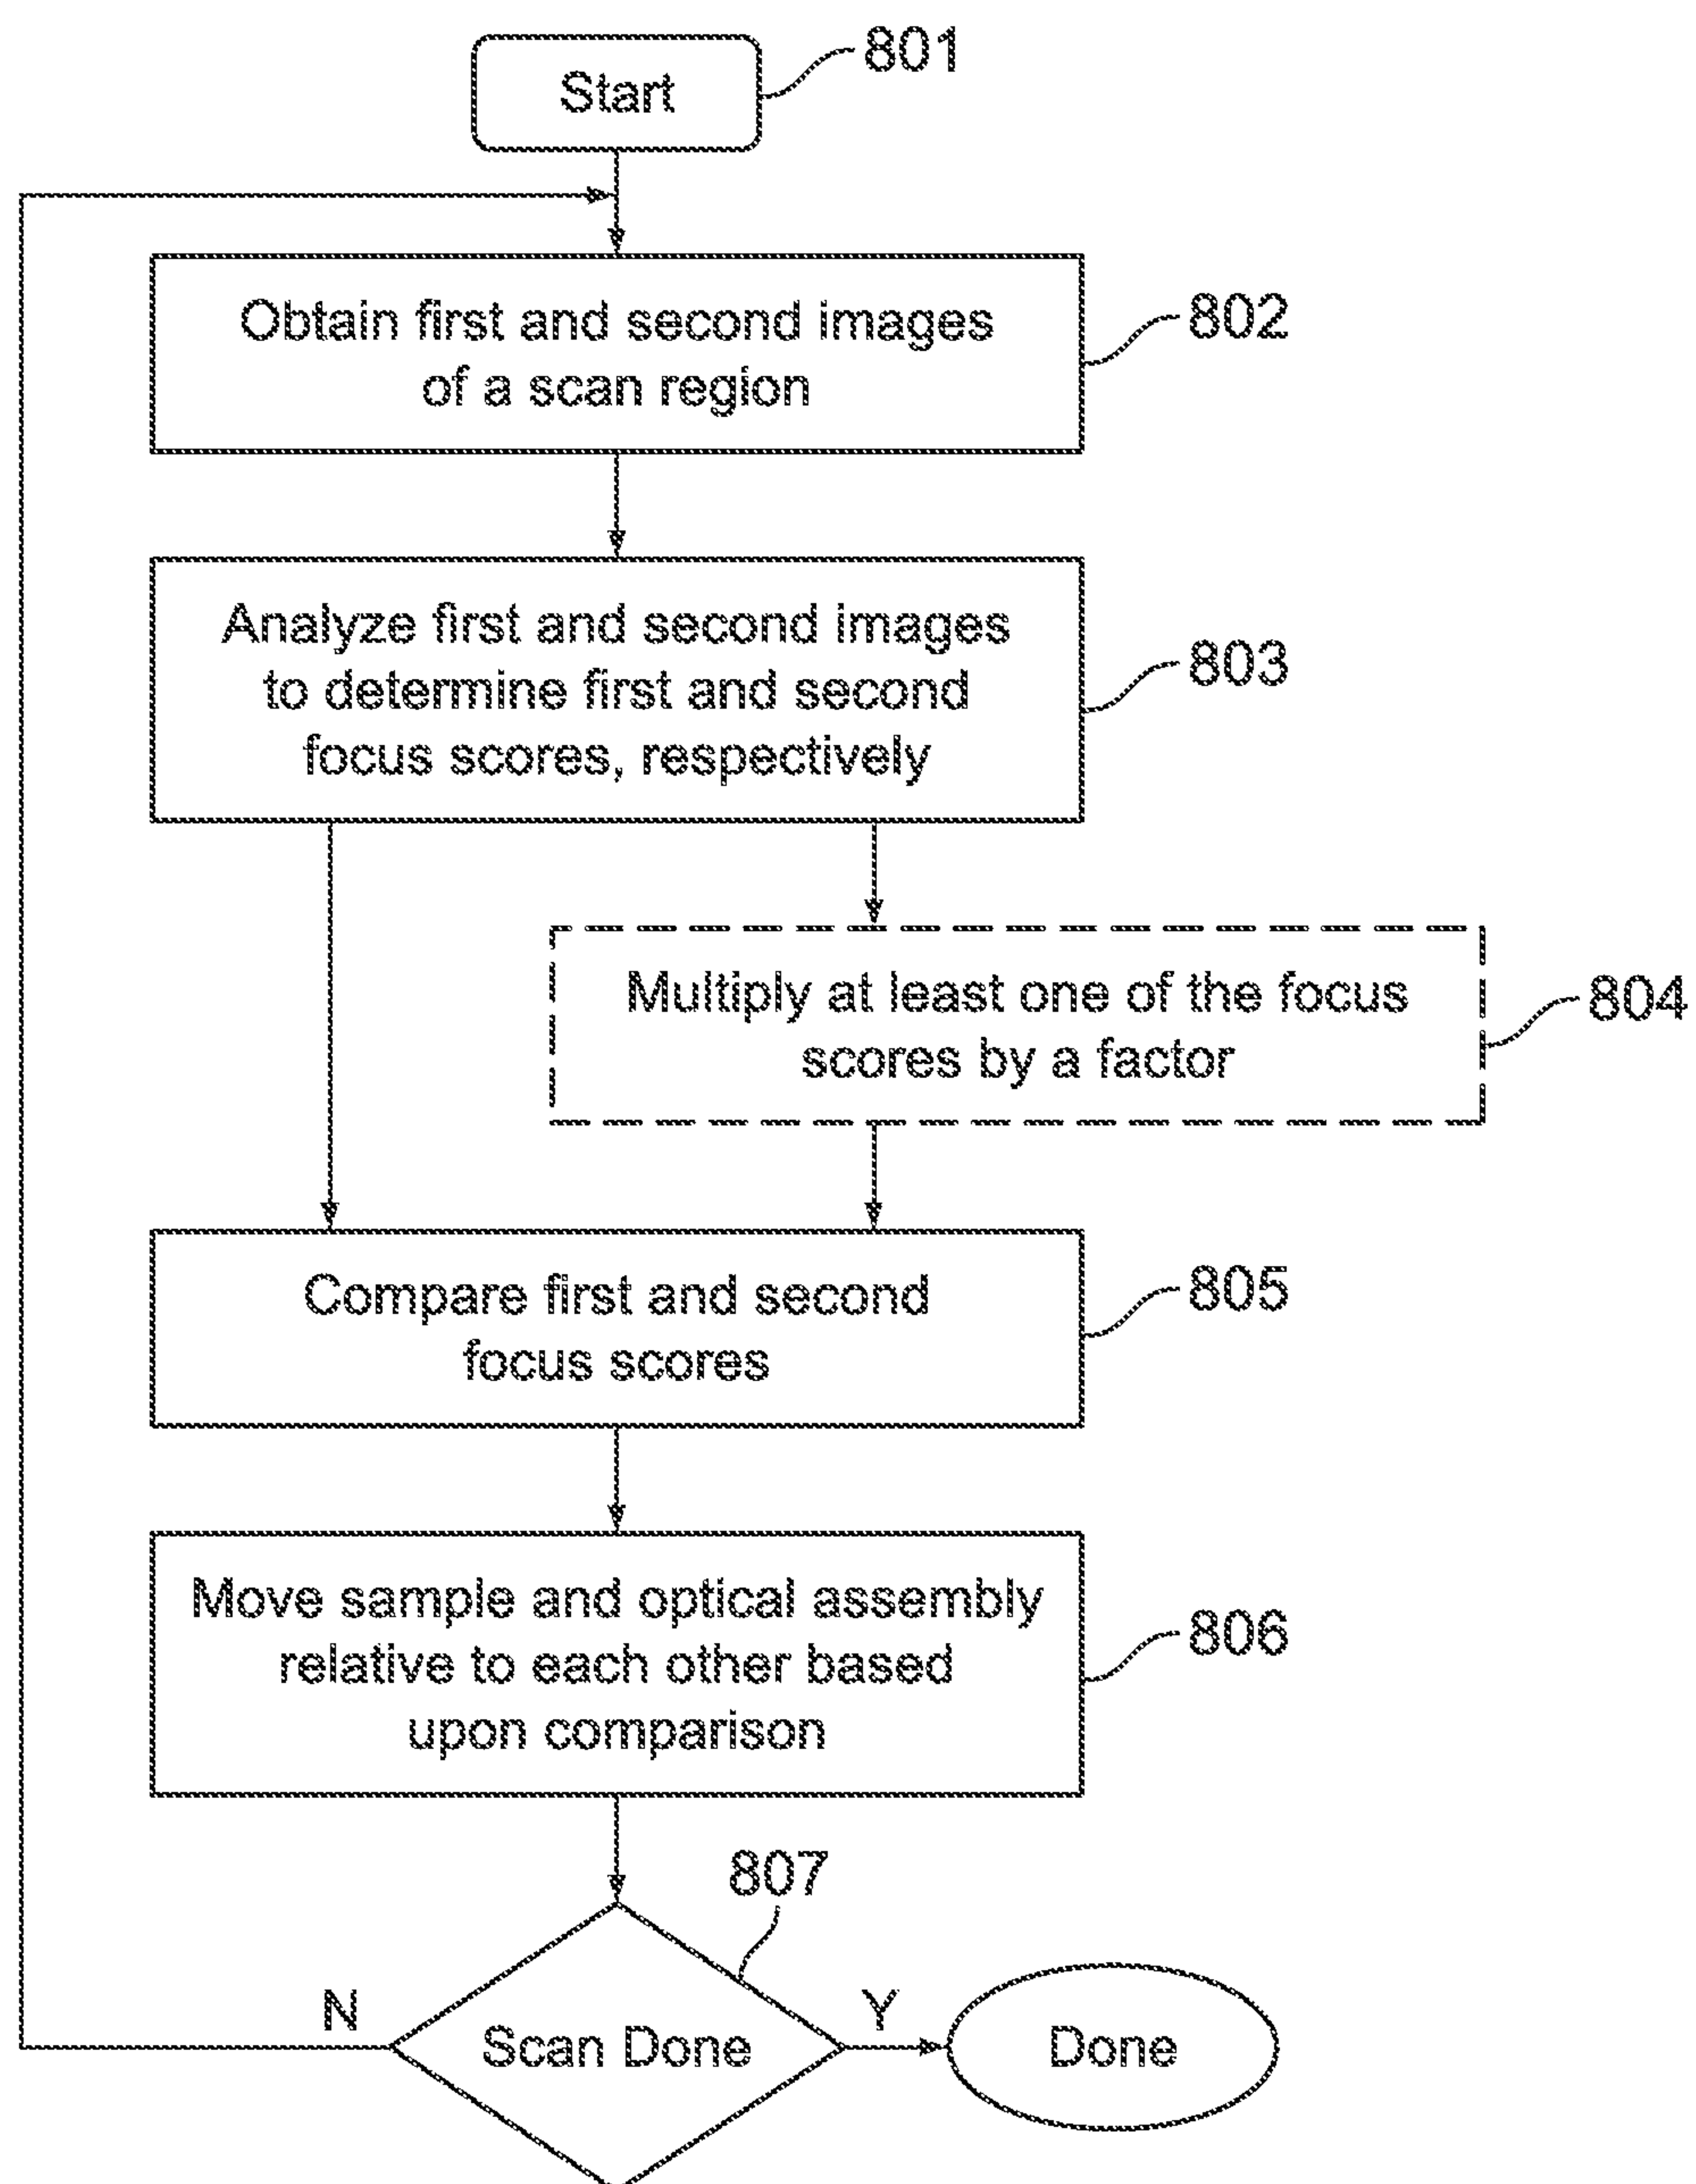 Start
801
Obtain first and second images
of a scan region
802
Analyze first and second images
to determine first and second
focus scores, respectively
803
Multiply at least one of the focus
scores by a factor
804
Compare first and second
focus scores
805
Move sample and optical assembly
relative to each other based
upon comparison
806
807
N
Scan Done
Y
Done